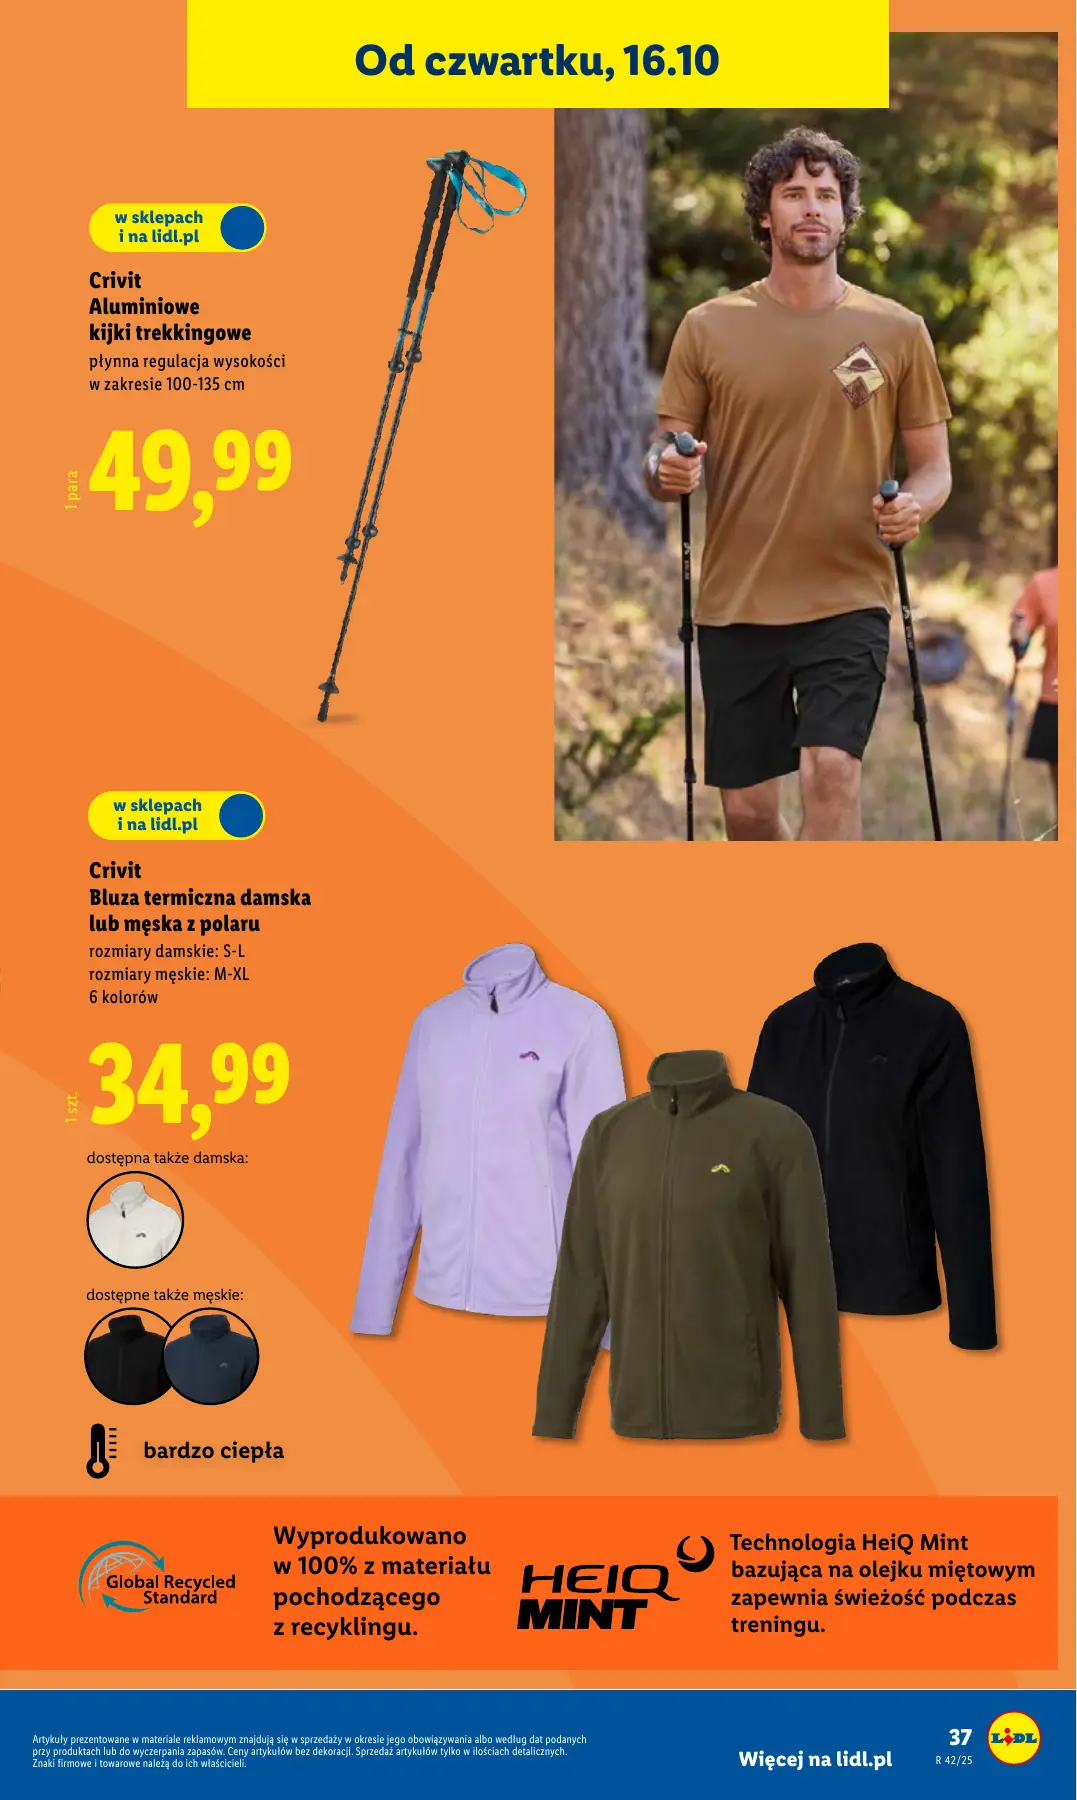 Od czwartku, 16.10
w sklepach
i na lidl.pl
Crivit
Aluminiowe
kijki trekkingowe
płynna regulacja wysokości
w zakresie 100-135 cm
1 para
49,99
w sklepach
i na lidl.pl
Crivit
Bluza termiczna damska
lub męska z polaru
rozmiary damskie: S-L
rozmiary męskie: M-XL
6 kolorów
1 szt.
34,99
dostępna także damska:
dostępne także męskie:
bardzo ciepła
Global Recycled
Standard
Wyprodukowano
w 100% z materiału
pochodzącego
z recyklingu.
HEIQ
MINT
Technologia HeiQ Mint
bazująca na olejku miętowym
zapewnia świeżość podczas
treningu.
Artykuły prezentowane w materiale reklamowym znajdują się w sprzedaży w okresie jego obowiązywania albo według dat podanych
przy produktach lub do wyczerpania zapasów. Ceny artykułów bez dekoracji. Sprzedaż artykułów tylko w ilościach detalicznych.
Znaki firmowe i towarowe należą do ich właścicieli.
Więcej na lidl.pl
37
R 42/25
LIDL